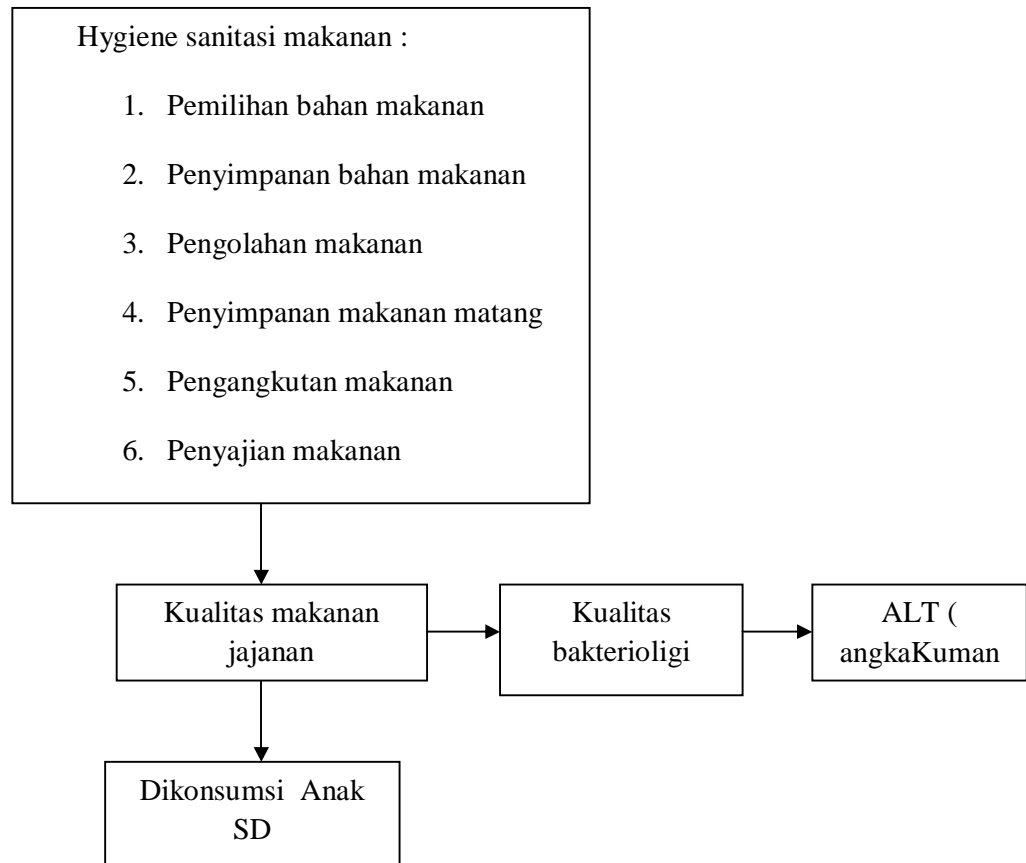 Hygiene sanitasi makanan :
1. Pemilihan bahan makanan
2. Penyimpanan bahan makanan
3. Pengolahan makanan
4. Penyimpanan makanan matang
5. Pengangkutan makanan
6. Penyajian makanan
Kualitas makanan
jajanan
Kualitas
bakterioligi
ALT (
angkaKuman
Dikonsumsi Anak
SD